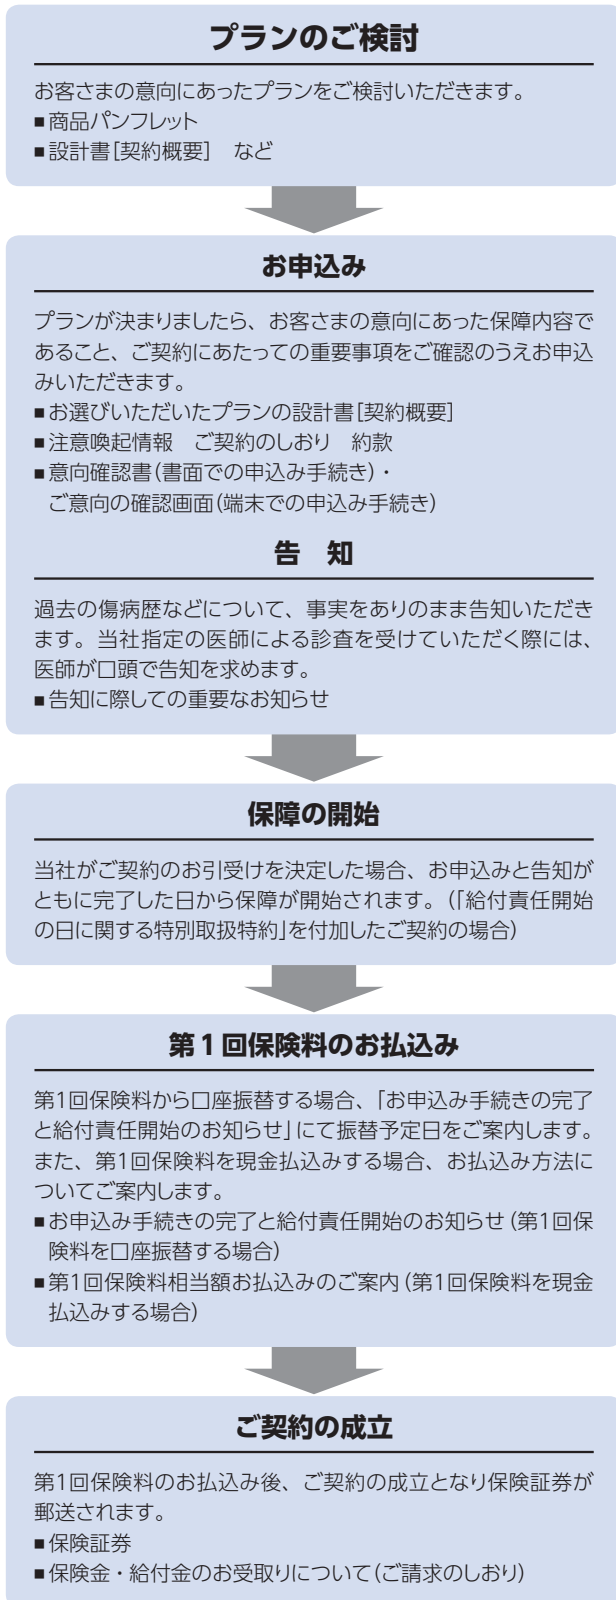 プランのご検討
お客さまの意向にあったプランをご検討いただきます。
■商品パンフレット
■設計書[契約概要]　など
お申込み
プランが決まりましたら、お客さまの意向にあった保障内容で
あること、ご契約にあたっての重要事項をご確認のうえお申込
みいただきます。
■お選びいただいたプランの設計書[契約概要]
■注意喚起情報　ご契約のしおり　約款
■意向確認書(書面での申込み手続き)・
ご意向の確認画面(端末での申込み手続き)
告　知
過去の傷病歴などについて、事実をありのまま告知いただき
ます。当社指定の医師による診査を受けていただく際には、
医師が口頭で告知を求めます。
■告知に際しての重要なお知らせ
保障の開始
当社がご契約のお引受けを決定した場合、お申込みと告知が
ともに完了した日から保障が開始されます。(「給付責任開始
の日に関する特別取扱特約」を付加したご契約の場合)
第1回保険料のお払込み
第1回保険料から口座振替する場合、「お申込み手続きの完了
と給付責任開始のお知らせ」にて振替予定日をご案内します。
また、第1回保険料を現金払込みする場合、お払込み方法に
ついてご案内します。
■お申込み手続きの完了と給付責任開始のお知らせ(第1回保
険料を口座振替する場合)
■第1回保険料相当額お払込みのご案内(第1回保険料を現金
払込みする場合)
ご契約の成立
第1回保険料のお払込み後、ご契約の成立となり保険証券が
郵送されます。
■保険証券
■保険金・給付金のお受取りについて(ご請求のしおり)